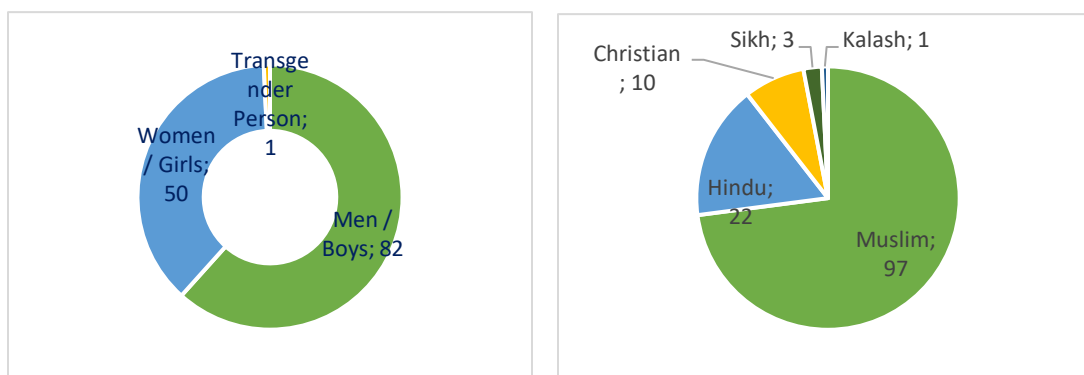 Transge
nder
Person;
1
Women
/ Girls;
50
Men /
Boys; 82
Sikh; 3
Kalash; 1
Christian
; 10
Hindu;
22
Muslim;
97